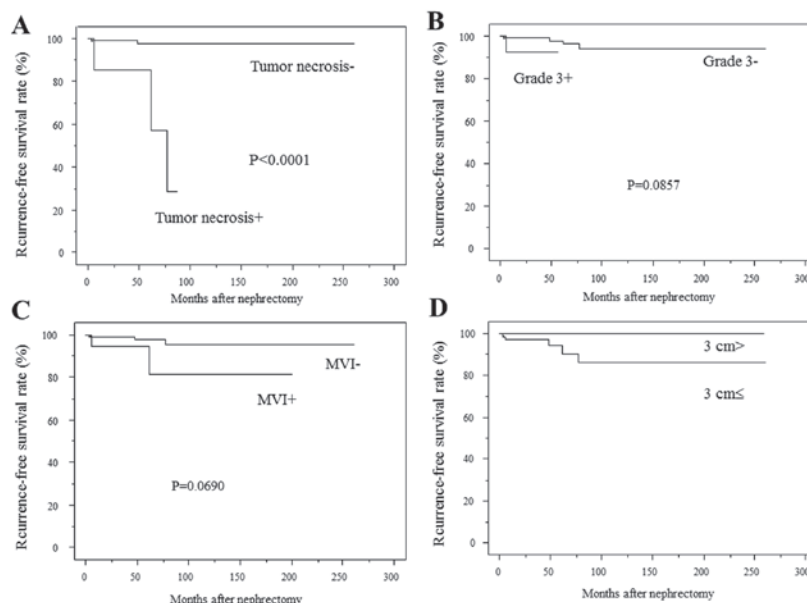 A
Rcurrence-free survival rate (%)
100
80
60
40
20
0
Tumor necrosis-
P<0.0001
Tumor necrosis+
0 50 100 150 200 250 300
Months after nephrectomy
B
Rcurrence-free survival rate (%)
100
80
60
40
20
0
Grade 3+
Grade 3-
P=0.0857
0 50 100 150 200 250 300
Months after nephrectomy
C
Rcurrence-free survival rate (%)
100
80
60
40
20
0
MVI-
MVI+
P=0.0690
0 50 100 150 200 250 300
Months after nephrectomy
D
Rcurrence-free survival rate (%)
100
80
60
40
20
0
3 cm>
3 cm≤
0 50 100 150 200 250 300
Months after nephrectomy